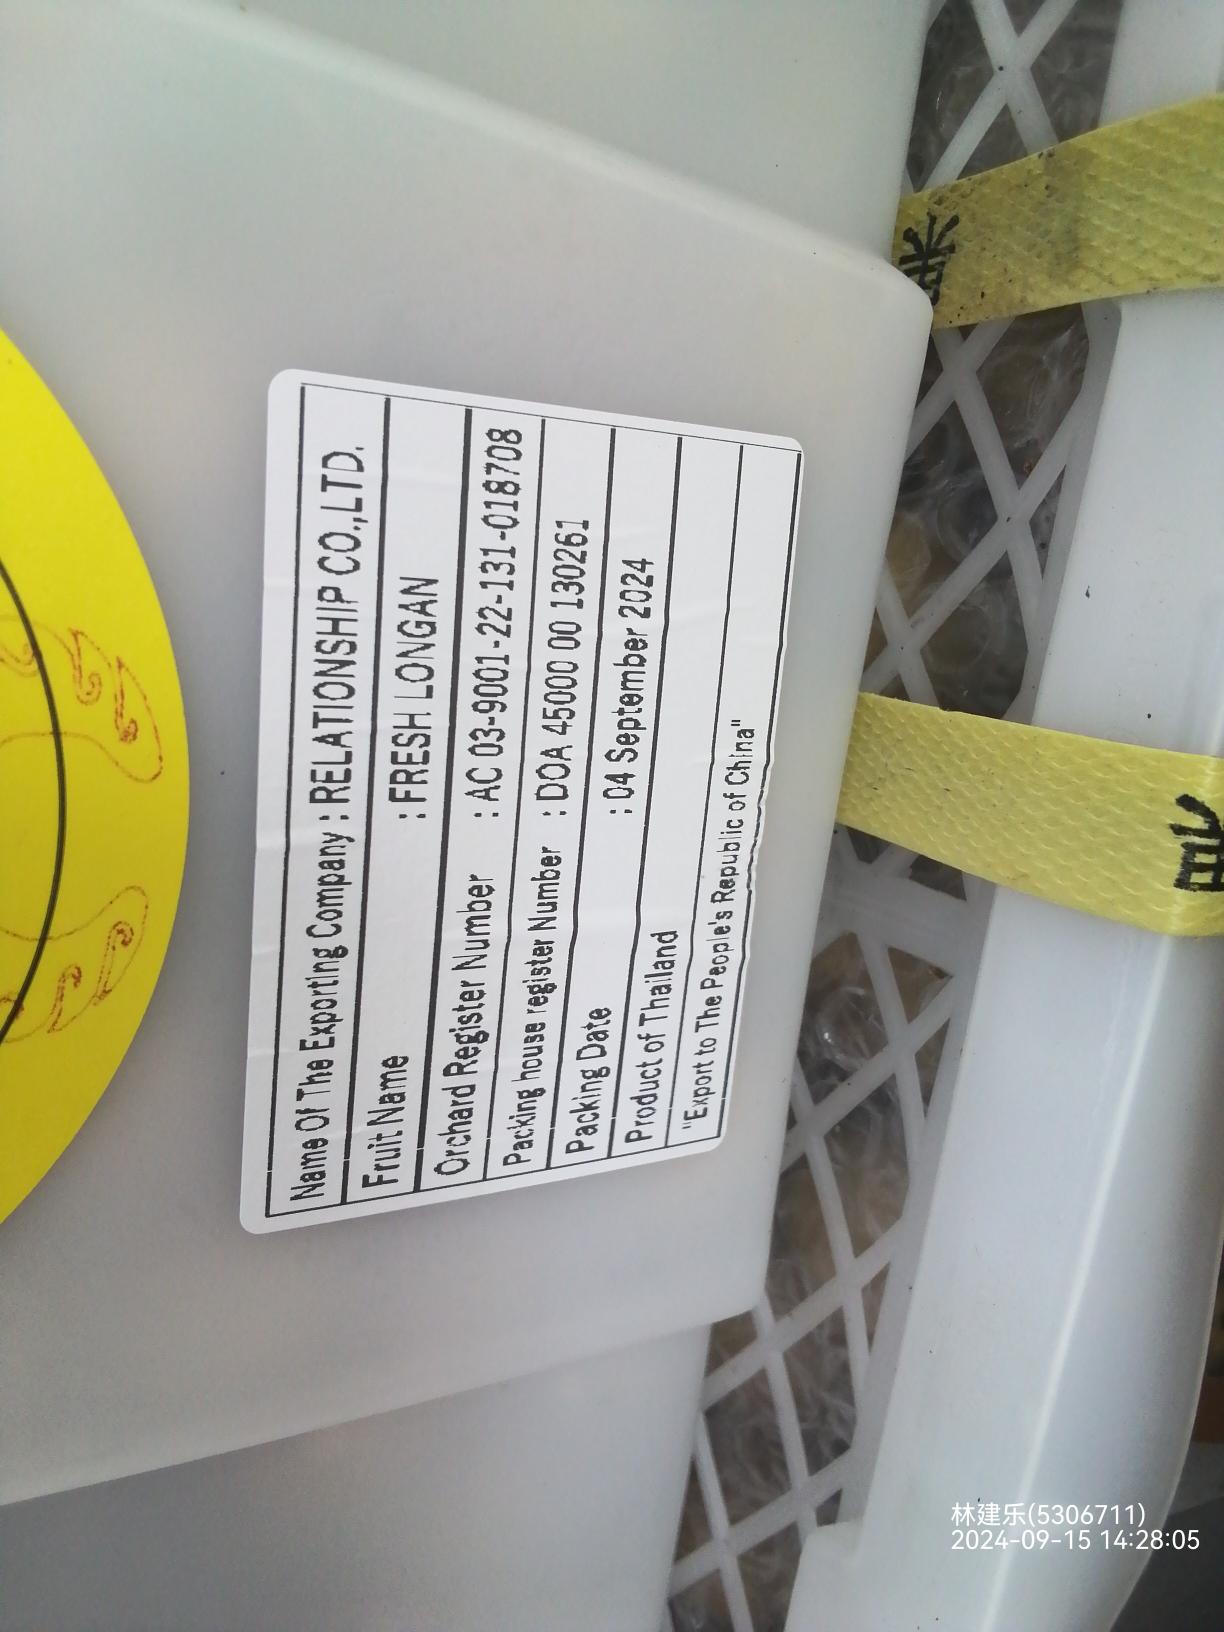 Name Of The Exporting Company : RELATIONSHIP CO.,LTD.
Fruit Name : FRESH LONGAN
Orchard Register Number : AC 03-9001-22-131-018708
Packing house register Number : DOA 45000 00 130261
Packing Date : 04 September 2024
Product of Thailand
"Export to The People's Republic of China"
林建乐(5306711)
2024-09-15 14:28:05